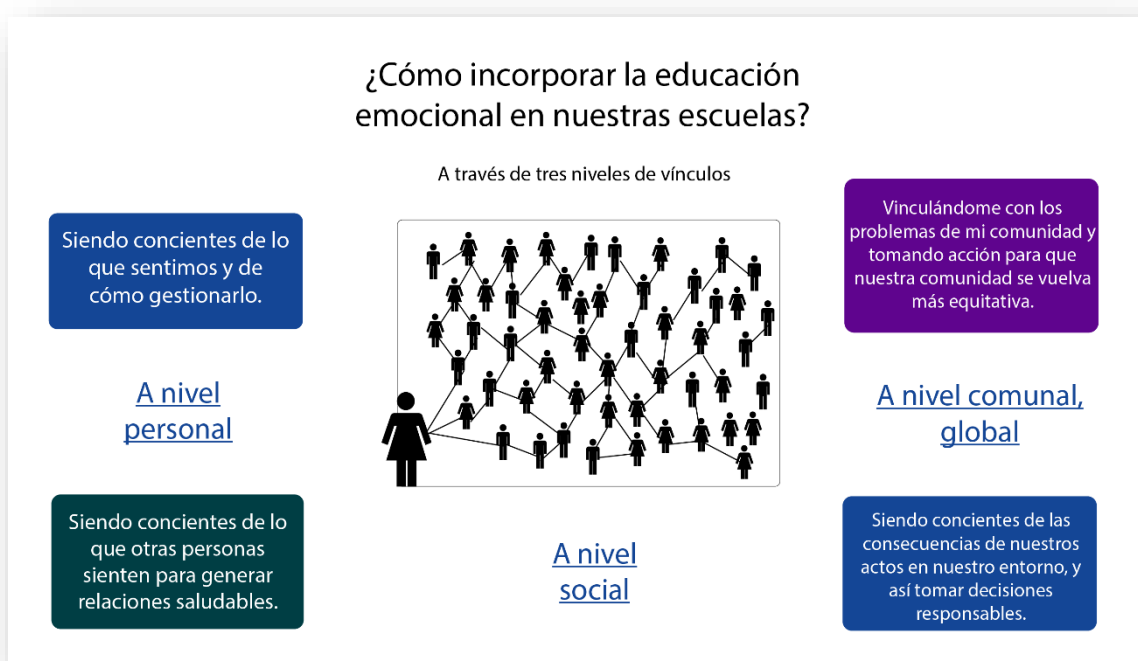 ¿Cómo incorporar la educación
emocional en nuestras escuelas?
A través de tres niveles de vínculos
Siendo concientes de lo
que sentimos y de
cómo gestionarlo.
A nivel
personal
Siendo concientes de lo
que otras personas
sienten para generar
relaciones saludables.
A nivel
social
Vinculándome con los
problemas de mi comunidad y
tomando acción para que
nuestra comunidad se vuelva
más equitativa.
A nivel comunal,
global
Siendo concientes de las
consecuencias de nuestros
actos en nuestro entorno, y
así tomar decisiones
responsables.